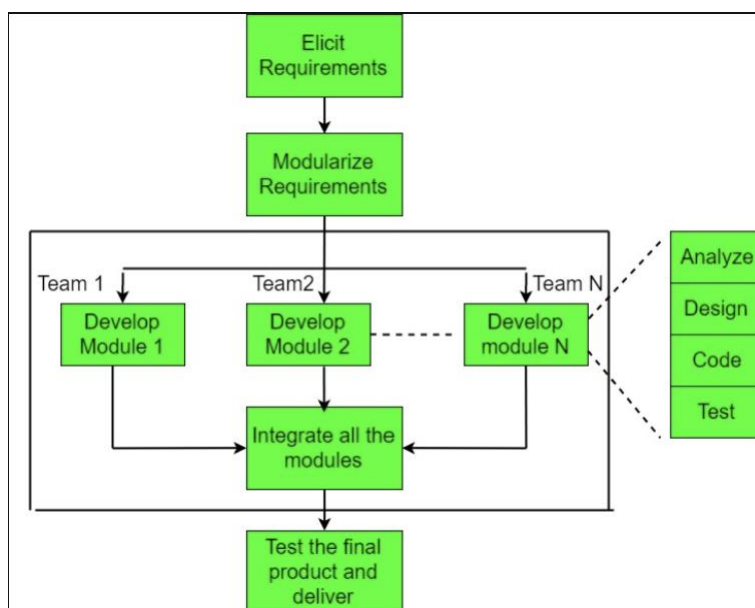 Elicit
Requirements
Modularize
Requirements
Team 1
Team2
Team N
Develop
Module 1
Develop
Module 2
Develop
module N
Analyze
Design
Code
Test
Integrate all the
modules
Test the final
product and
deliver